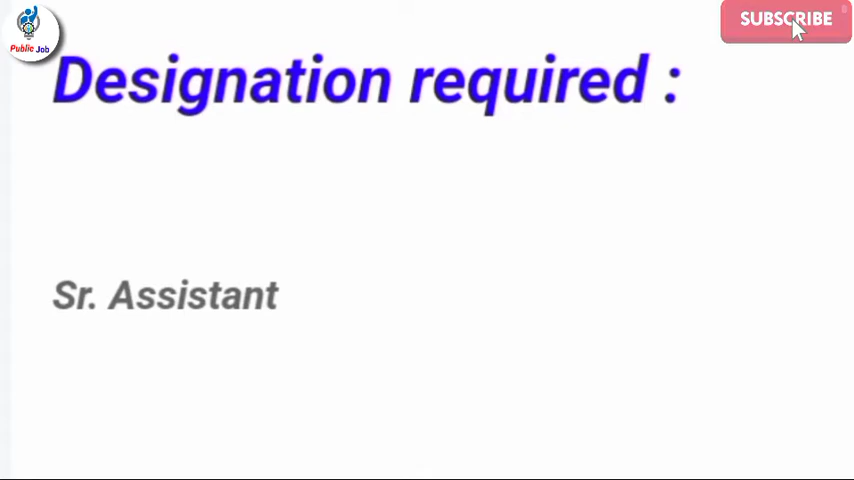 Public Job
SUBSCRIBE
Designation required :
Sr. Assistant